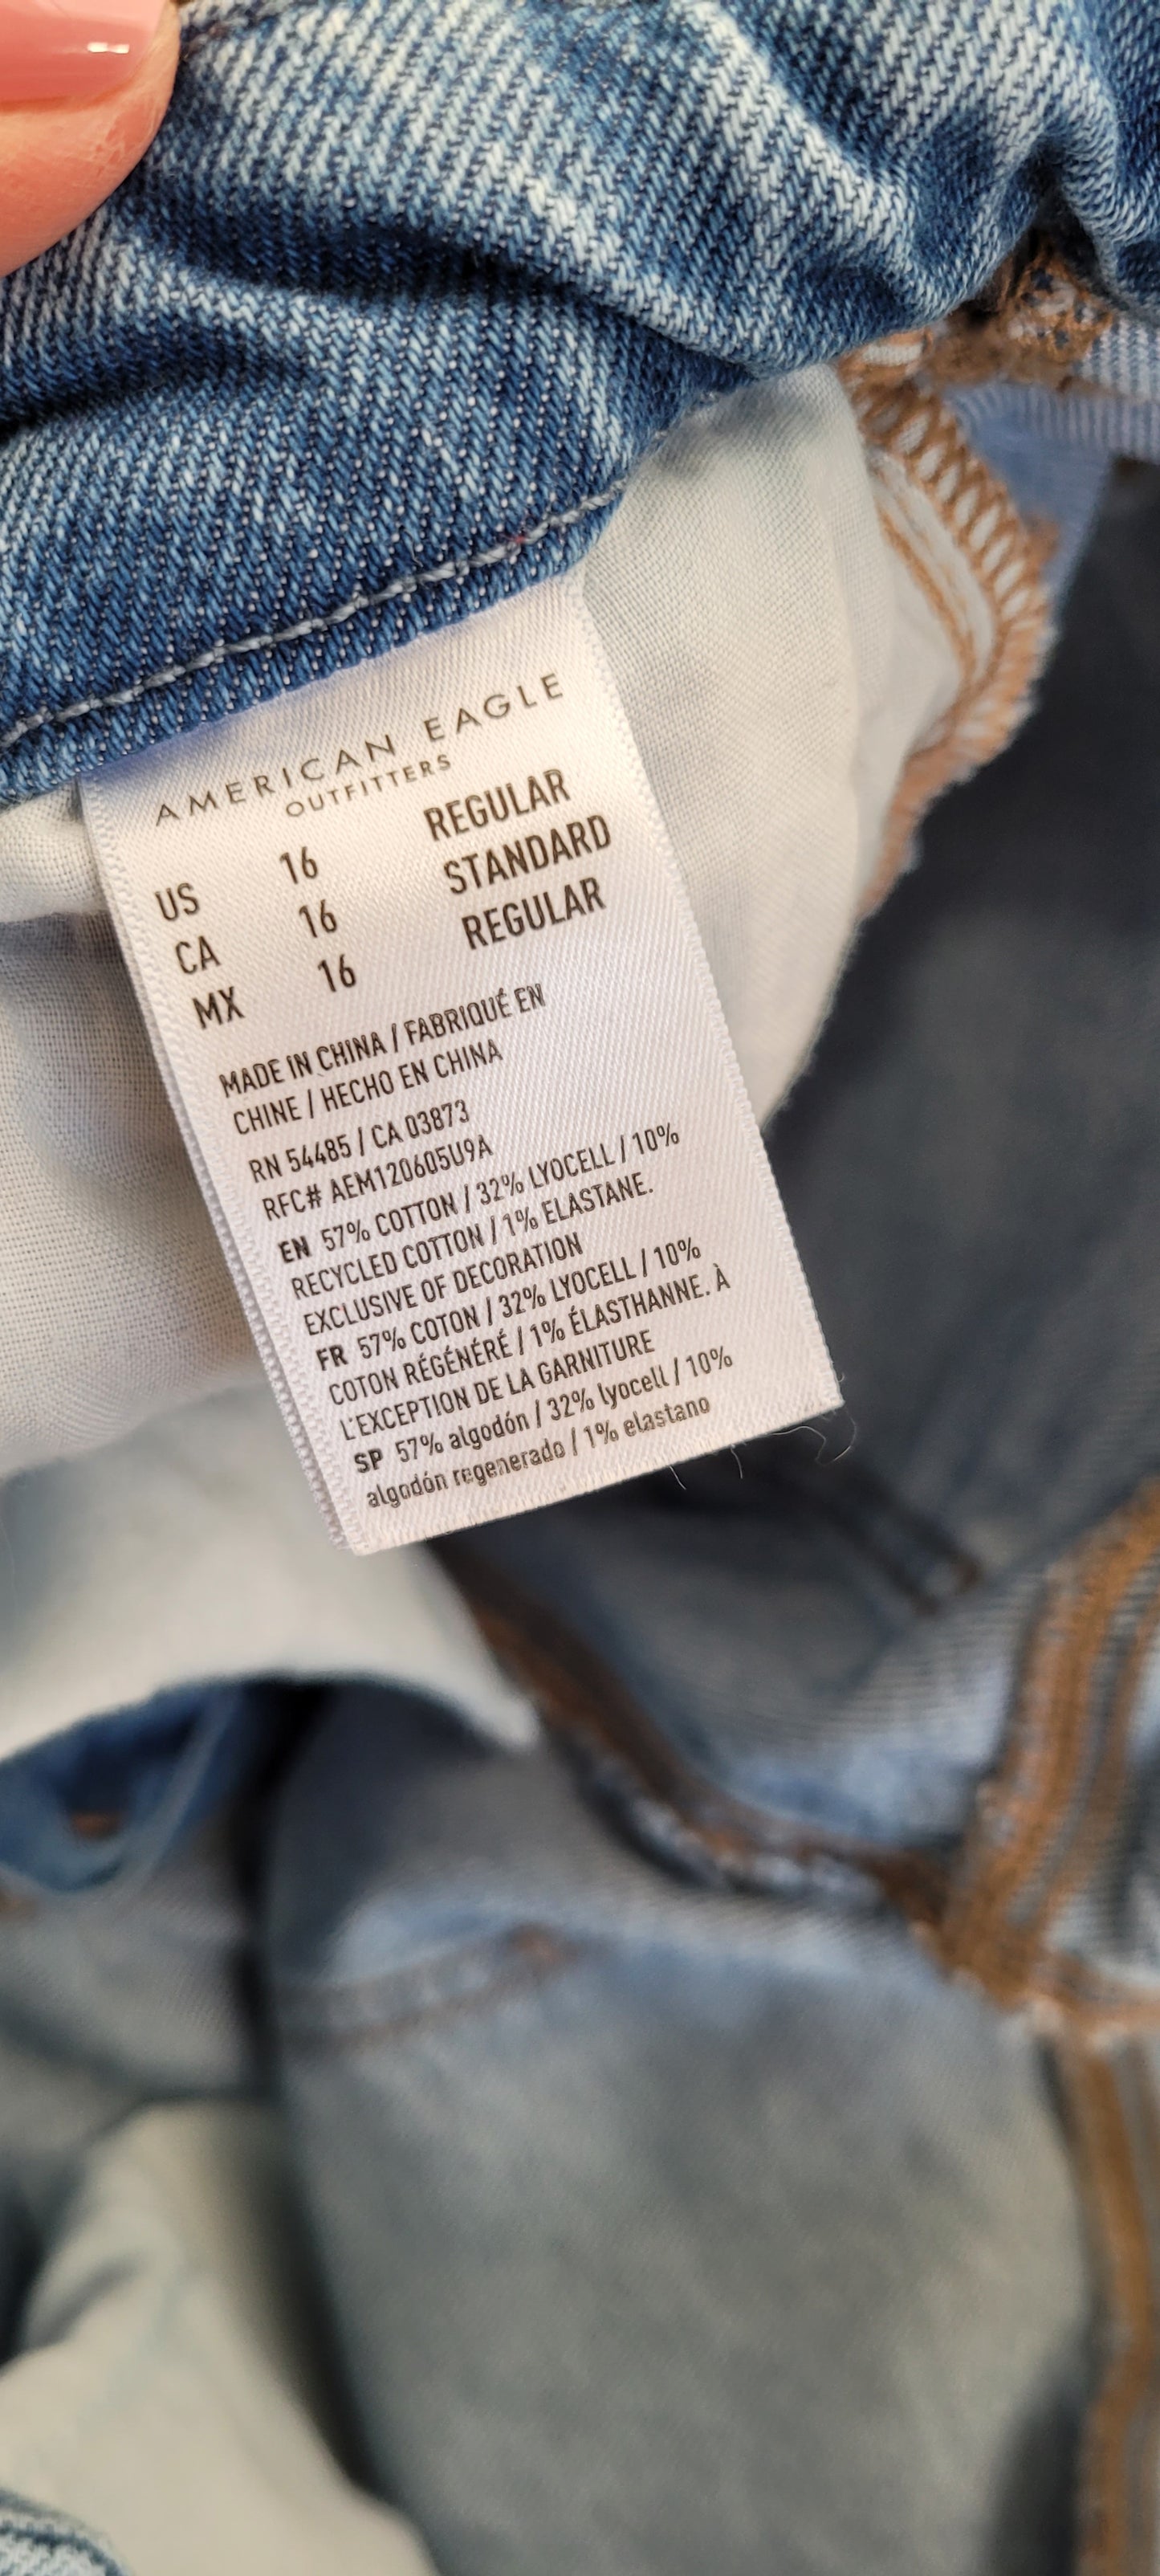 AMERICAN EAGLE
OUTFITTERS
US 16 REGULAR
CA 16 STANDARD
MX 16 REGULAR
MADE IN CHINA / FABRIQUÉ EN
CHINE / HECHO EN CHINA
RN 54485 / CA 03873
RFC# AEM120605U9A
EN 57% COTTON / 32% LYOCELL / 10%
RECYCLED COTTON / 1% ELASTANE.
EXCLUSIVE OF DECORATION
FR 57% COTON / 32% LYOCELL / 10%
COTON RÉGÉNÉRÉ / 1% ÉLASTHANNE. À
L'EXCEPTION DE LA GARNITURE
SP 57% algodón / 32% lyocell / 10%
algodón regenerado / 1% elastano